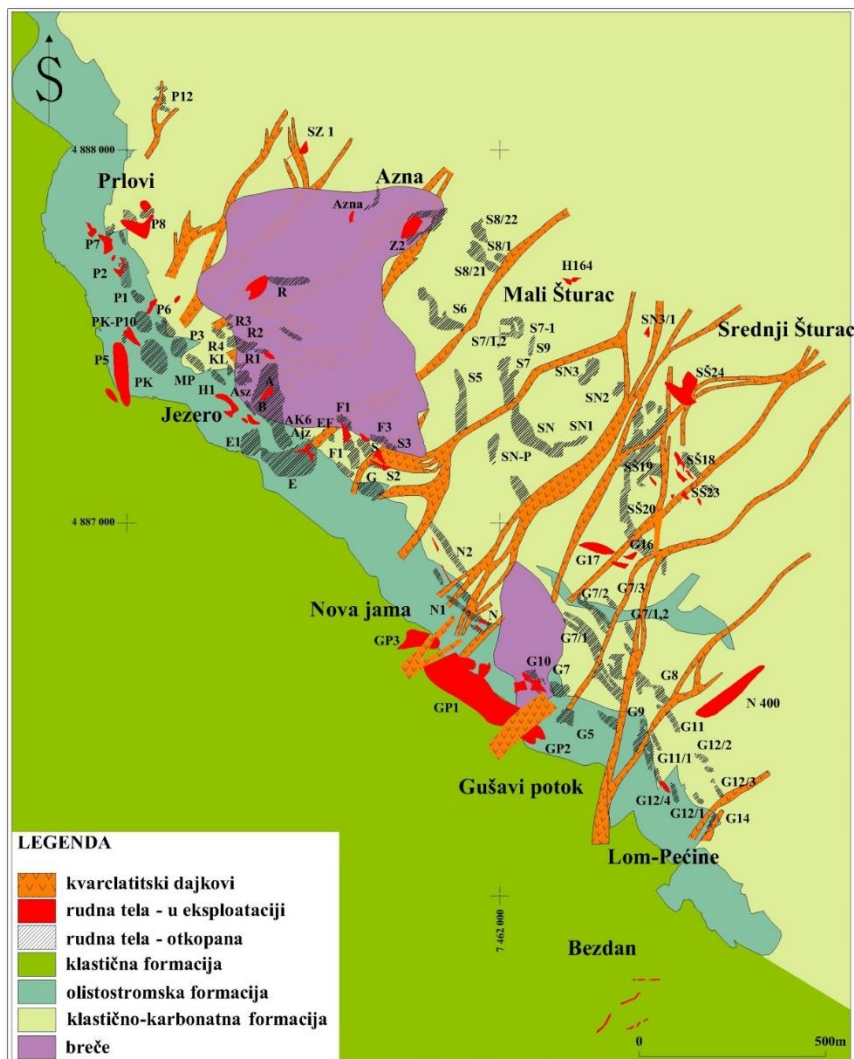 S
P12
SZ 1
4 888 000
Azna
Prlovi
Azna
P8
S8/22
Z2
P7
S8/1
P2
S8/21
H164
P1
R
Mali Šturac
P6
S6
SN3/1
PK-P10
R3
S7-1
Srednji Šturac
P3
R2
S7/1,2
R4
S9
P5
KL
R1
S7
SN3
SŠ24
PK
MP
A
S5
H1
Asz
SN2
Jezero
B
AK6
F1
SN
SN1
EF
F3
Ajz
S3
E1
F1
S
SN-P
SŠ19
SŠ18
E
G
S2
SŠ23
SŠ20
4 887 000
N2
G16
G17
G7/3
G7/2
Nova jama
N1
N
G7/1,2
G7/1
GP3
G10
G7
G8
N 400
GP1
G9
G11
G5
GP2
G12/2
G11/1
Gušavi potok
G12/3
G12/4
G12/1
G14
Lom-Pećine
7 462 000
Bezdan
LEGENDA
kvarclatitski dajkovi
rudna tela - u eksploataciji
rudna tela - otkopana
klastična formacija
olistostromska formacija
klastično-karbonatna formacija
breče
0
500m